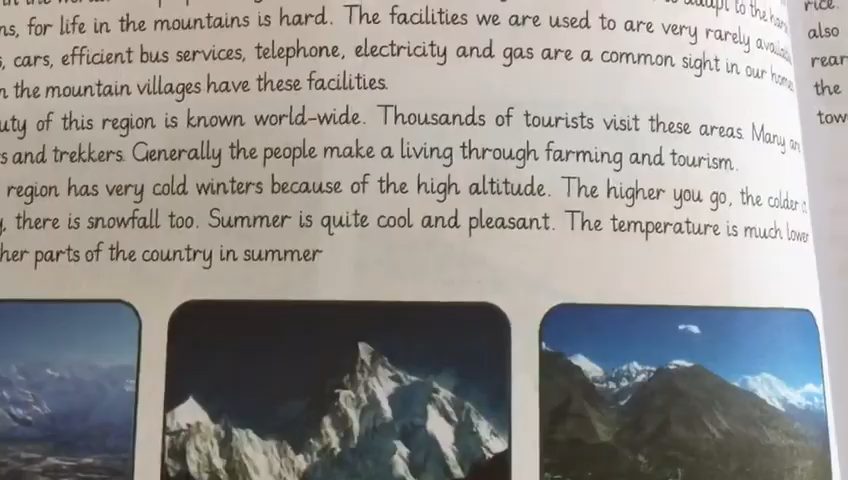 to adapt to the
ns, for life in the mountains is hard. The facilities we are used to are very rarely
s, cars, efficient bus services, telephone, electricity and gas are a common sight in our
n the mountain villages have these facilities.
uty of this region is known world-wide. Thousands of tourists visit these areas. Many
s and trekkers. Generally the people make a living through farming and tourism.
region has very cold winters because of the high altitude. The higher you go, the colder
y, there is snowfall too. Summer is quite cool and pleasant. The temperature is much lower
her parts of the country in summer
rice.
also
rear
the
tow